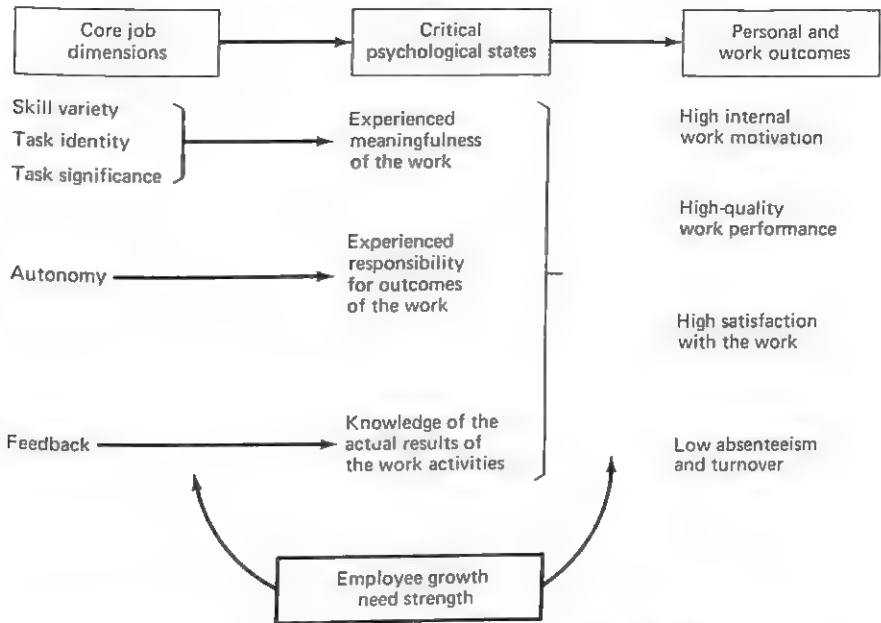 Core job
dimensions
Critical
psychological states
Personal and
work outcomes
Skill variety
Task identity
Task significance
Experienced
meaningfulness
of the work
High internal
work motivation
High-quality
work performance
Autonomy
Experienced
responsibility
for outcomes
of the work
High satisfaction
with the work
Feedback
Knowledge of the
actual results of
the work activities
Low absenteeism
and turnover
Employee growth
need strength